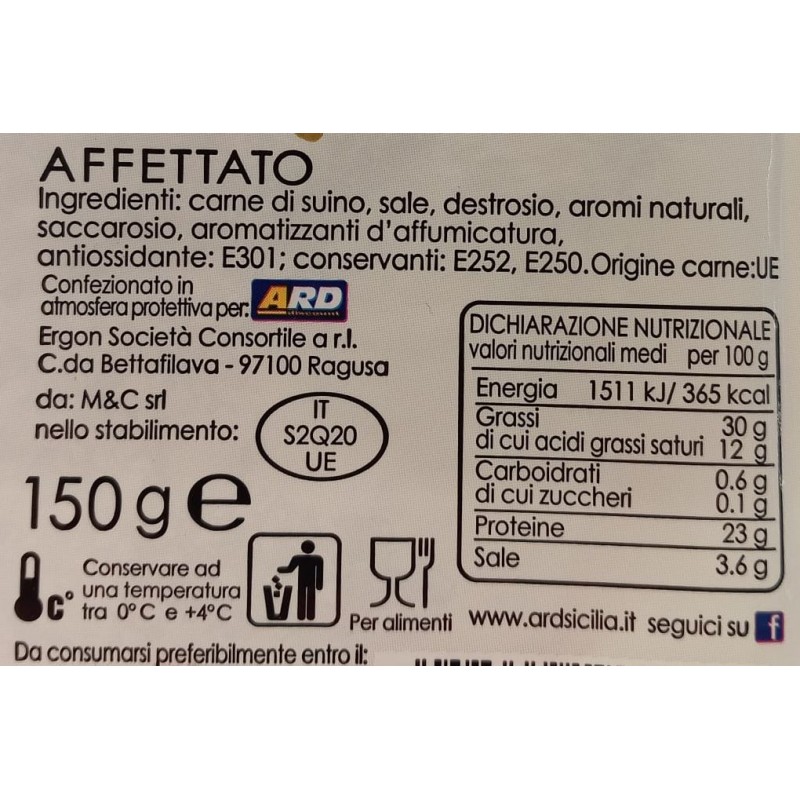 AFFETTATO
Ingredienti: carne di suino, sale, destrosio, aromi naturali,
saccarosio, aromatizzanti d'affumicatura,
antiossidante: E301; conservanti: E252, E250.Origine carne:UE
Confezionato in
atmosfera protettiva per: ARD
discount
Ergon Società Consortile a r.l.
C.da Bettafilava - 97100 Ragusa
da: M&C srl
nello stabilimento:
IT
S2Q20
UE
150 g e
DICHIARAZIONE NUTRIZIONALE
valori nutrizionali medi per 100 g
Energia 1511 kJ/ 365 kcal
Grassi 30 g
di cui acidi grassi saturi 12 g
Carboidrati 0.6 g
di cui zuccheri 0.1 g
Proteine 23 g
Sale 3.6 g
C°
Conservare ad
una temperatura
tra 0°C e +4°C
Per alimenti
www.ardsicilia.it seguici su f
Da consumarsi preferibilmente entro il: